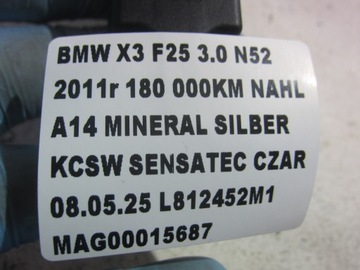 BMW X3 F25 3.0 N52
2011r 180 000KM NAHL
A14 MINERAL SILBER
KCSW SENSATEC CZAR
08.05.25 L812452M1
MAG00015687